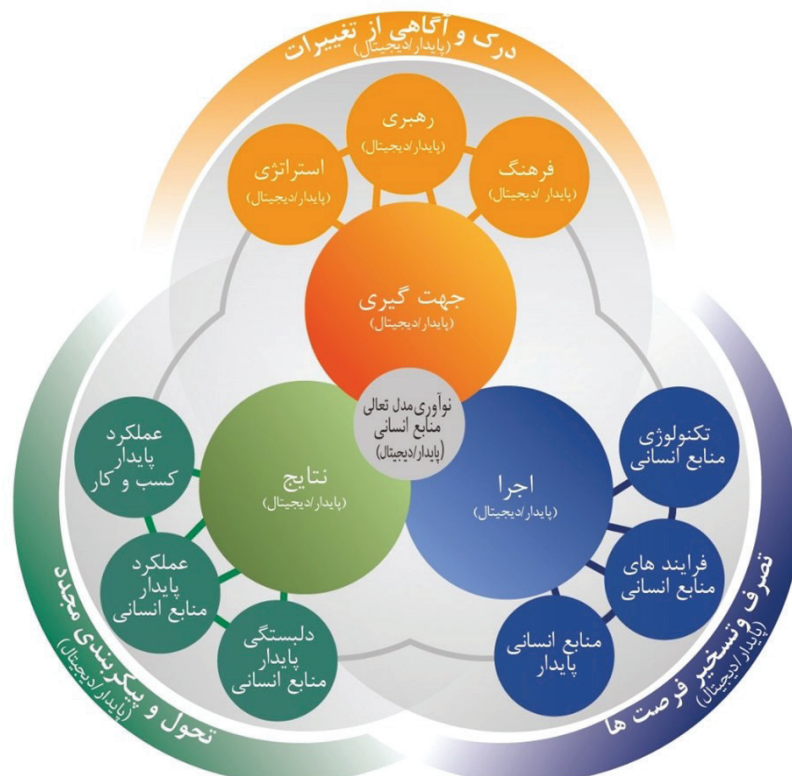 درک و آگاهی از تغییرات
(پایدار/دیجیتال)
رهبری
(پایدار/دیجیتال)
فرهنگ
(پایدار /دیجیتال)
استراتژی
(پایدار/دیجیتال)
جهت گیری
(پایدار/دیجیتال)
نوآوری مدل تعالی
منابع انسانی
(پایدار/دیجیتال)
اجرا
(پایدار/دیجیتال)
تکنولوژی
منابع انسانی
فرایند های
منابع انسانی
منابع انسانی
پایدار
تصرف و تسخیر فرصت ها
(پایدار/دیجیتال)
نتایج
(پایدار/دیجیتال)
عملکرد
پایدار
کسب و کار
عملکرد
پایدار
منابع انسانی
دلبستگی
پایدار
منابع انسانی
تحول و پیکربندی مجدد
(پایدار/دیجیتال)